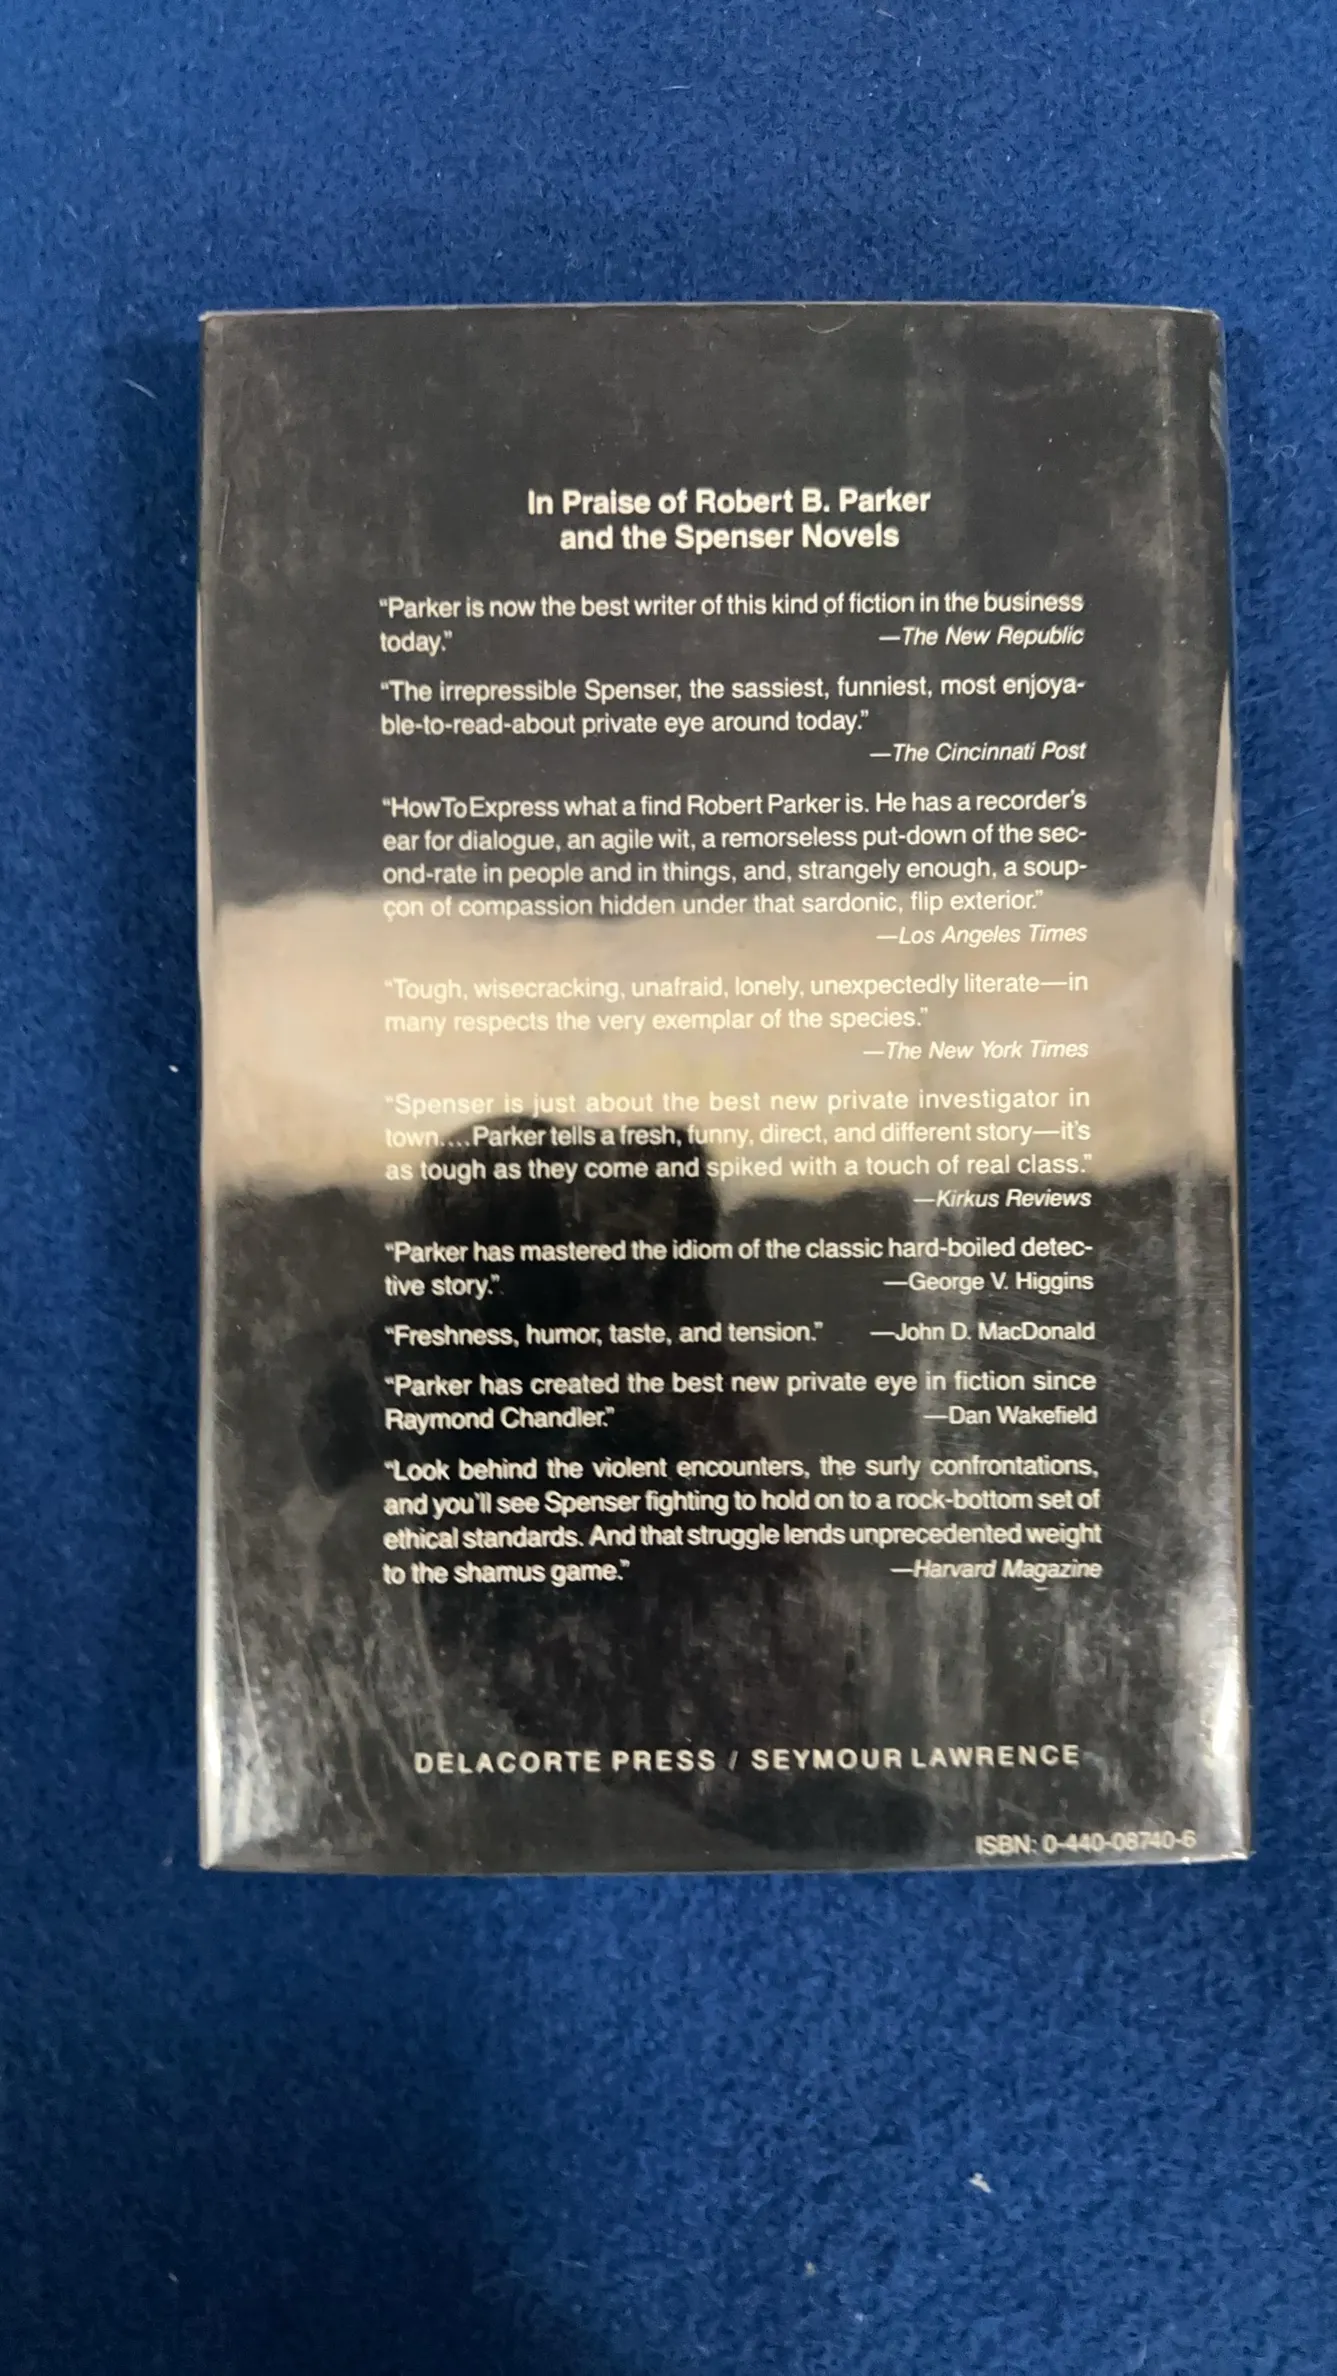 In Praise of Robert B. Parker
and the Spenser Novels
“Parker is now the best writer of this kind of fiction in the business
today.” —The New Republic
“The irrepressible Spenser, the sassiest, funniest, most enjoya-
ble-to-read-about private eye around today.”
—The Cincinnati Post
“How To Express what a find Robert Parker is. He has a recorder’s
ear for dialogue, an agile wit, a remorseless put-down of the sec-
ond-rate in people and in things, and, strangely enough, a soup-
çon of compassion hidden under that sardonic, flip exterior.”
—Los Angeles Times
“Tough, wisecracking, unafraid, lonely, unexpectedly literate—in
many respects the very exemplar of the species.”
—The New York Times
“Spenser is just about the best new private investigator in
town....Parker tells a fresh, funny, direct, and different story—it’s
as tough as they come and spiked with a touch of real class.”
—Kirkus Reviews
“Parker has mastered the idiom of the classic hard-boiled detec-
tive story.” —George V. Higgins
“Freshness, humor, taste, and tension.” —John D. MacDonald
“Parker has created the best new private eye in fiction since
Raymond Chandler.” —Dan Wakefield
“Look behind the violent encounters, the surly confrontations,
and you’ll see Spenser fighting to hold on to a rock-bottom set of
ethical standards. And that struggle lends unprecedented weight
to the shamus game.” —Harvard Magazine
DELACORTE PRESS / SEYMOUR LAWRENCE
ISBN: 0-440-08740-6